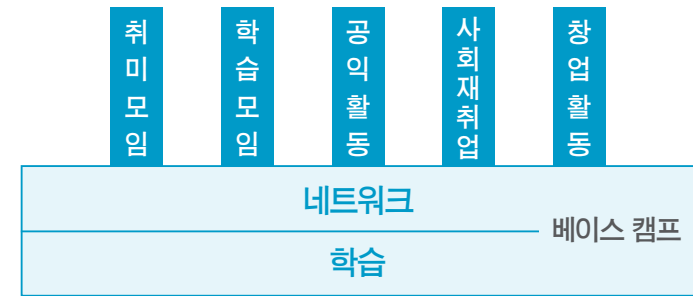 취미모임
학습모임
공익활동
사회재취업
창업활동
네트워크
베이스 캠프
학습